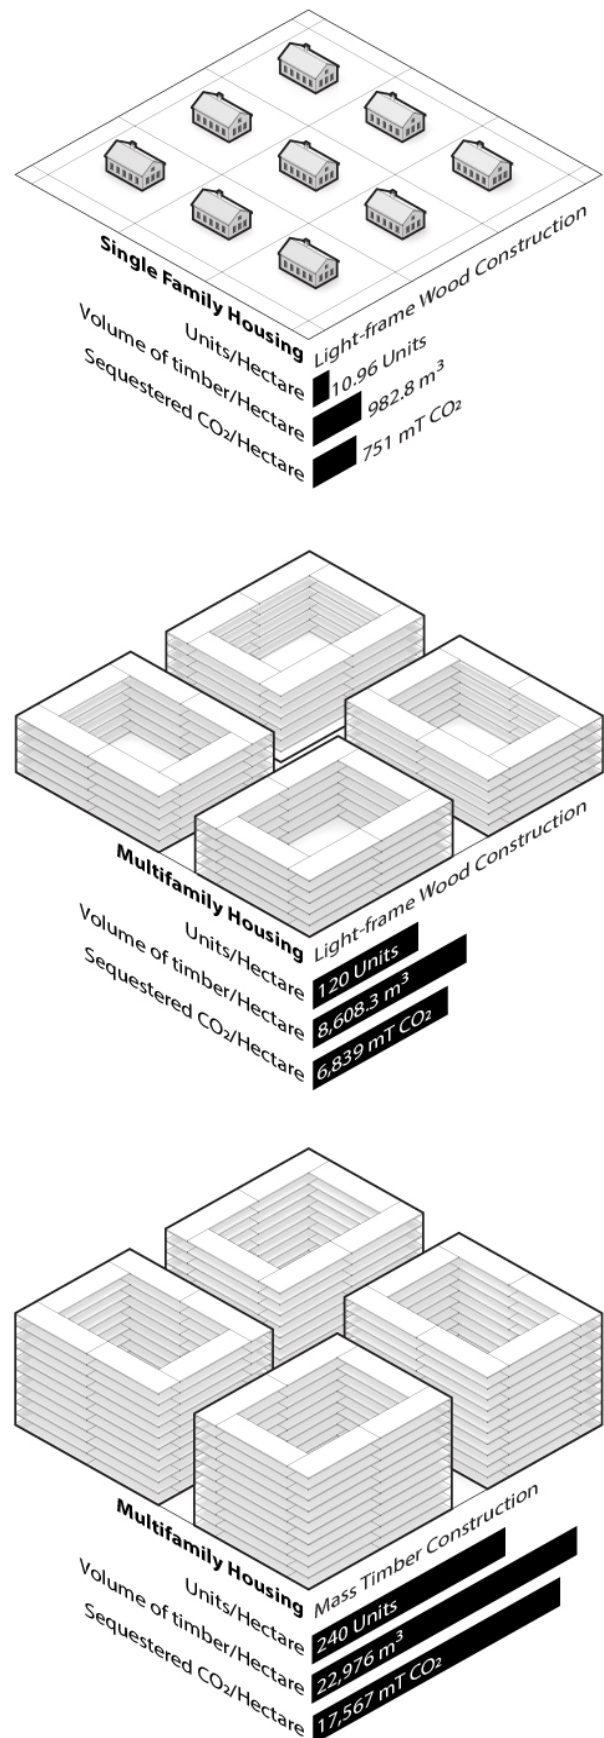 Single Family Housing
Light-frame Wood Construction
Units/Hectare
10.96 Units
Volume of timber/Hectare
982.8 m³
Sequestered CO₂/Hectare
751 mT CO₂
Multifamily Housing
Light-frame Wood Construction
Units/Hectare
120 Units
Volume of timber/Hectare
8,608.3 m³
Sequestered CO₂/Hectare
6,839 mT CO₂
Multifamily Housing
Mass Timber Construction
Units/Hectare
240 Units
Volume of timber/Hectare
22,976 m³
Sequestered CO₂/Hectare
17,567 mT CO₂